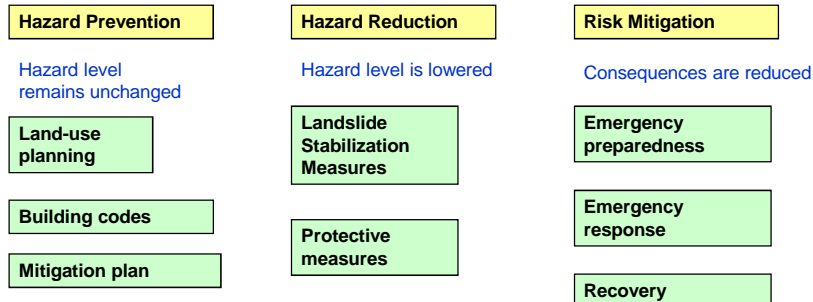 Hazard Prevention
Hazard level
remains unchanged
Land-use
planning
Building codes
Mitigation plan
Hazard Reduction
Hazard level is lowered
Landslide
Stabilization
Measures
Protective
measures
Risk Mitigation
Consequences are reduced
Emergency
preparedness
Emergency
response
Recovery